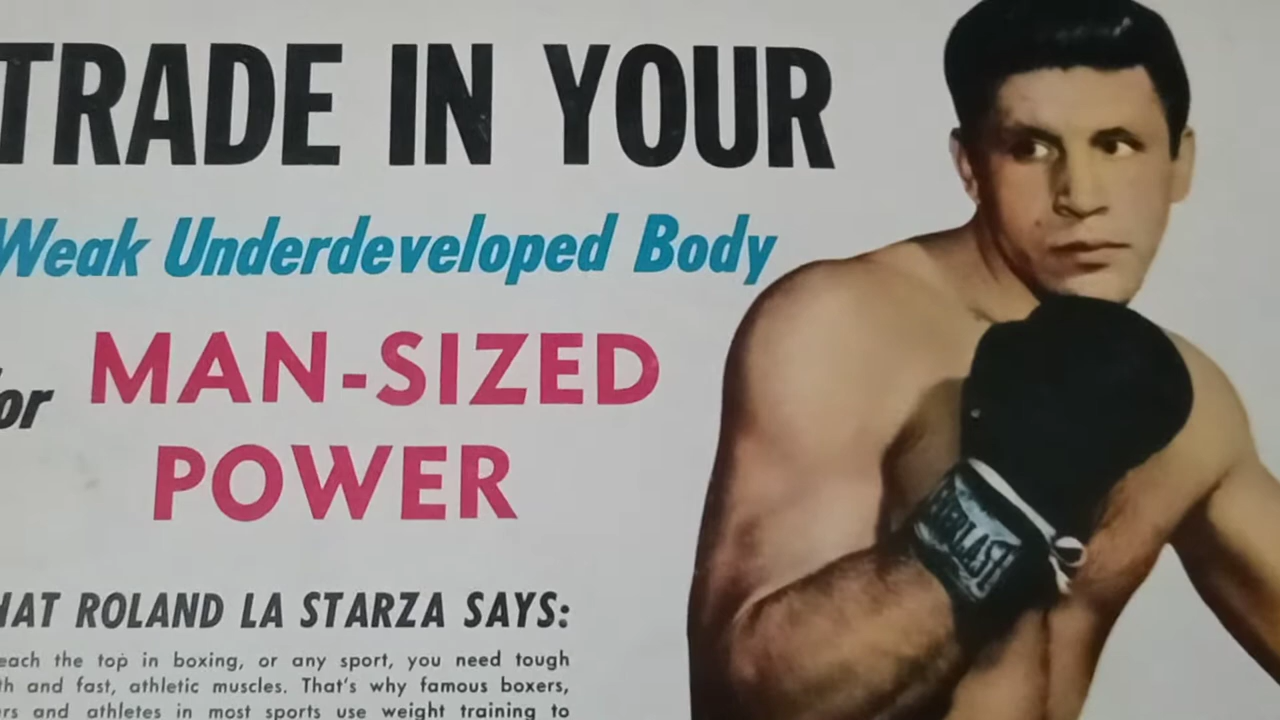 TRADE IN YOUR
Weak Underdeveloped Body
for MAN-SIZED
POWER
HAT ROLAND LA STARZA SAYS:
each the top in boxing, or any sport, you need tough
th and fast, athletic muscles. That's why famous boxers,
rs and athletes in most sports use weight training to
EVERLAST